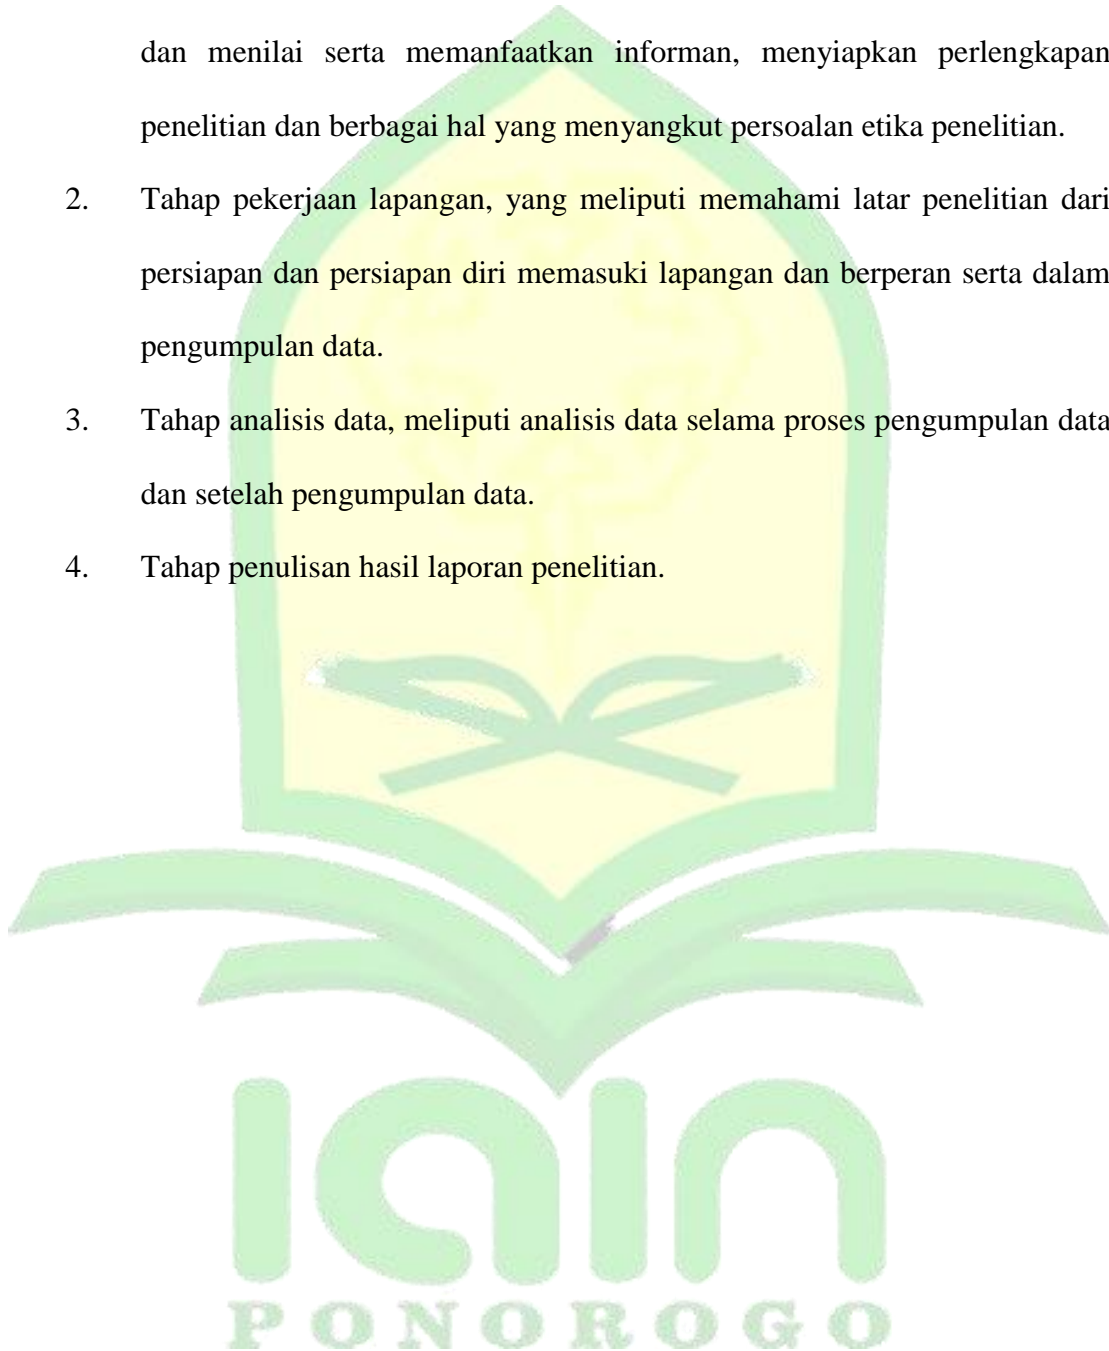 dan menilai serta memanfaatkan informan, menyiapkan perlengkapan
penelitian dan berbagai hal yang menyangkut persoalan etika penelitian.
2. Tahap pekerjaan lapangan, yang meliputi memahami latar penelitian dari
persiapan dan persiapan diri memasuki lapangan dan berperan serta dalam
pengumpulan data.
3. Tahap analisis data, meliputi analisis data selama proses pengumpulan data
dan setelah pengumpulan data.
4. Tahap penulisan hasil laporan penelitian.
iain
PONOROGO